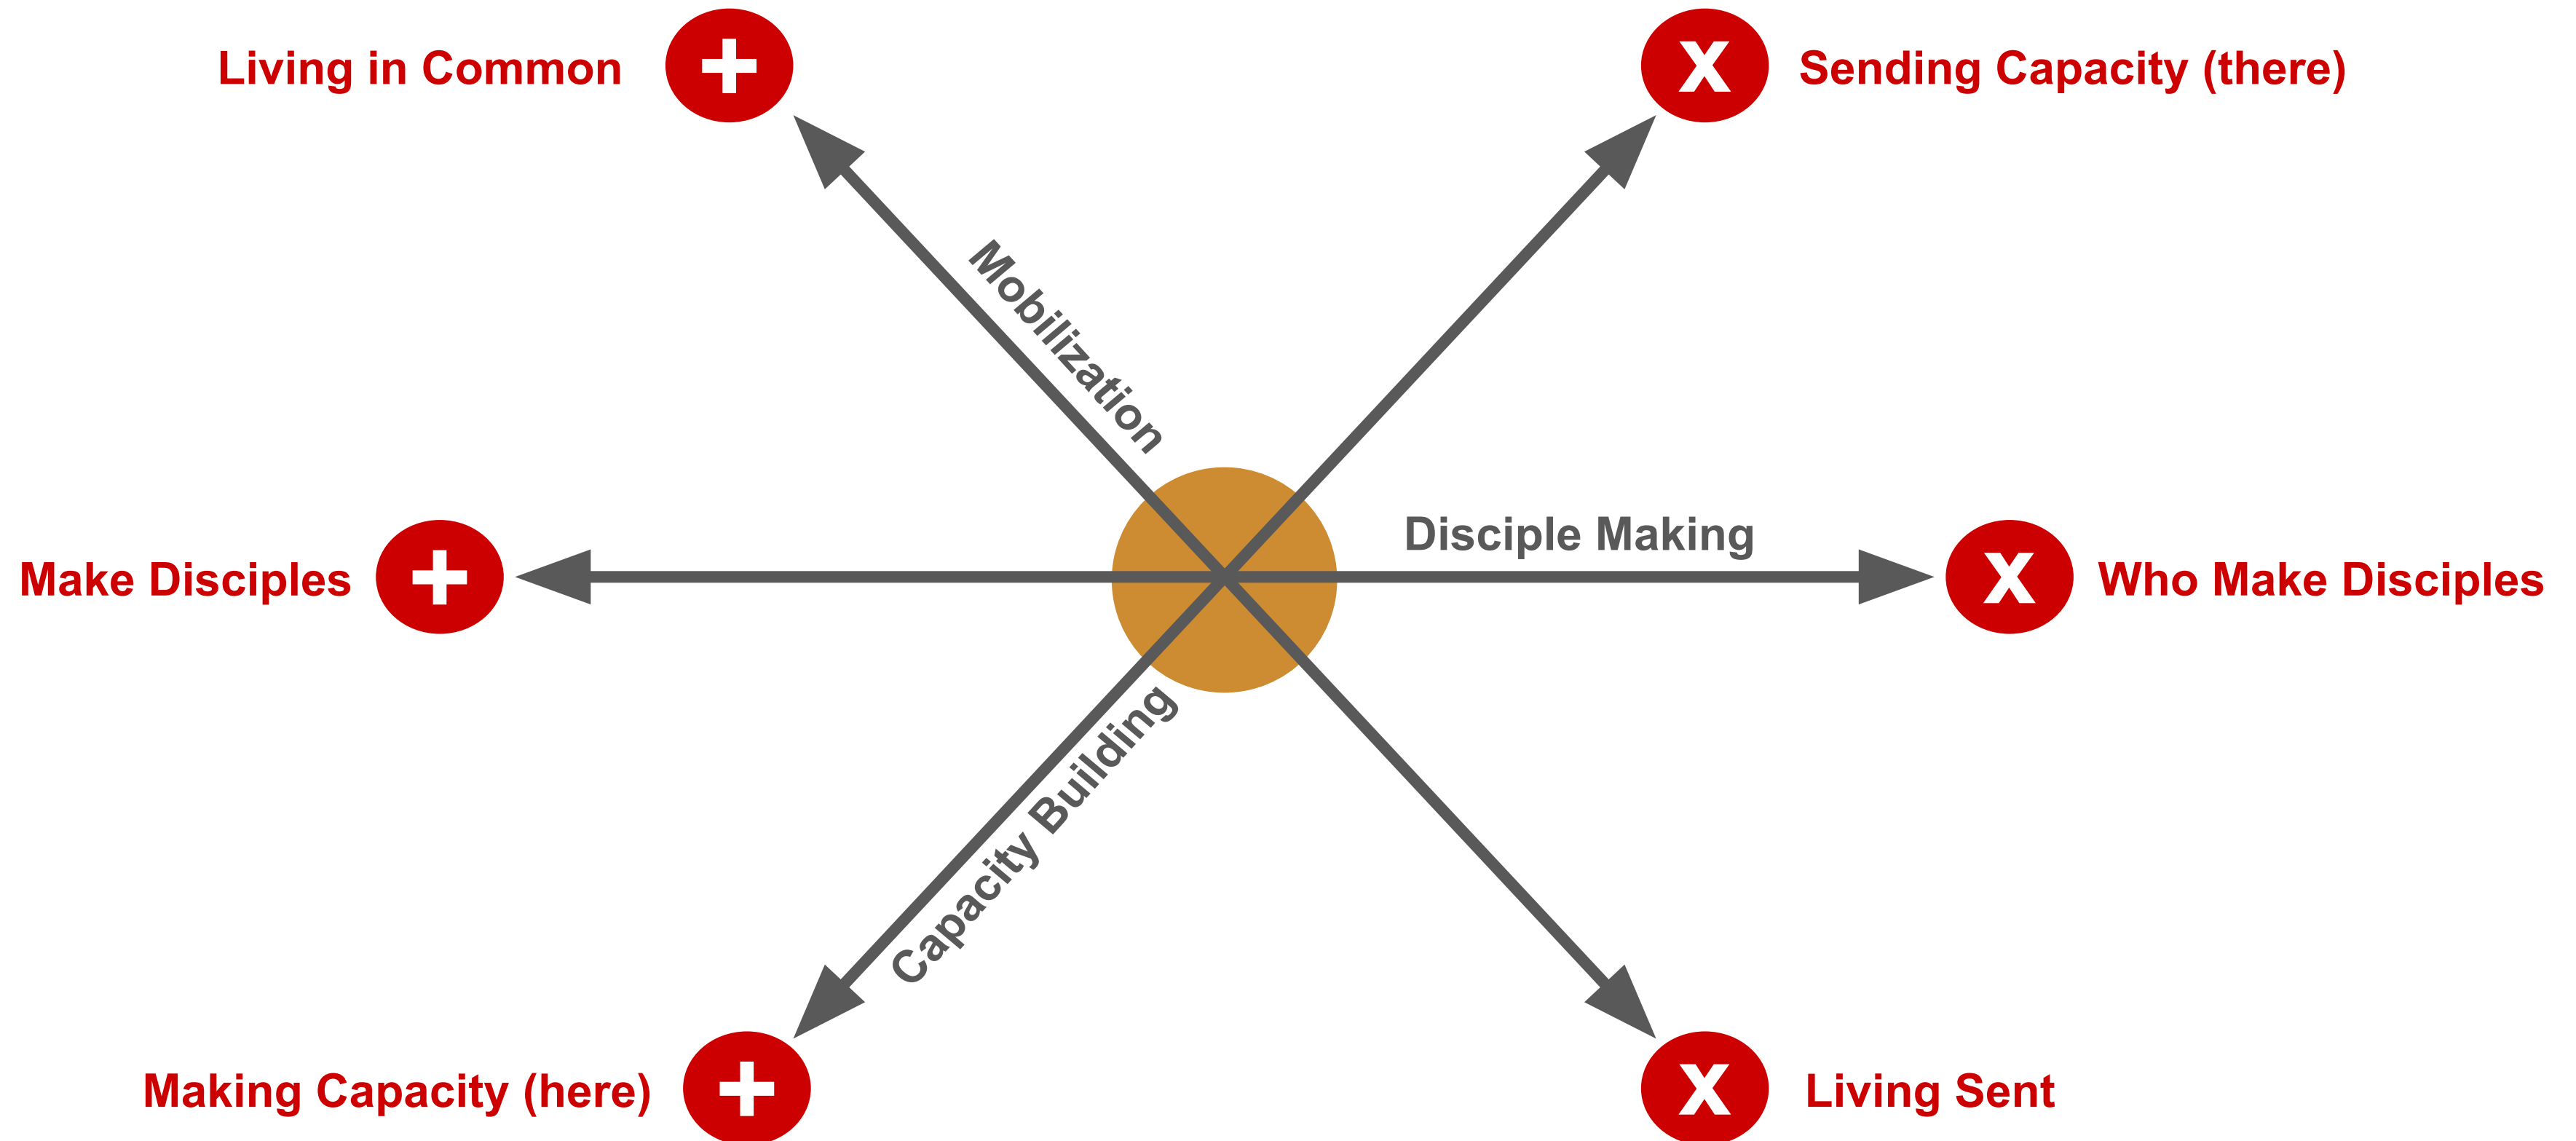 Living in Common
+
X
Sending Capacity (there)
Mobilization
Disciple Making
Make Disciples
+
X
Who Make Disciples
Capacity Building
Making Capacity (here)
+
X
Living Sent